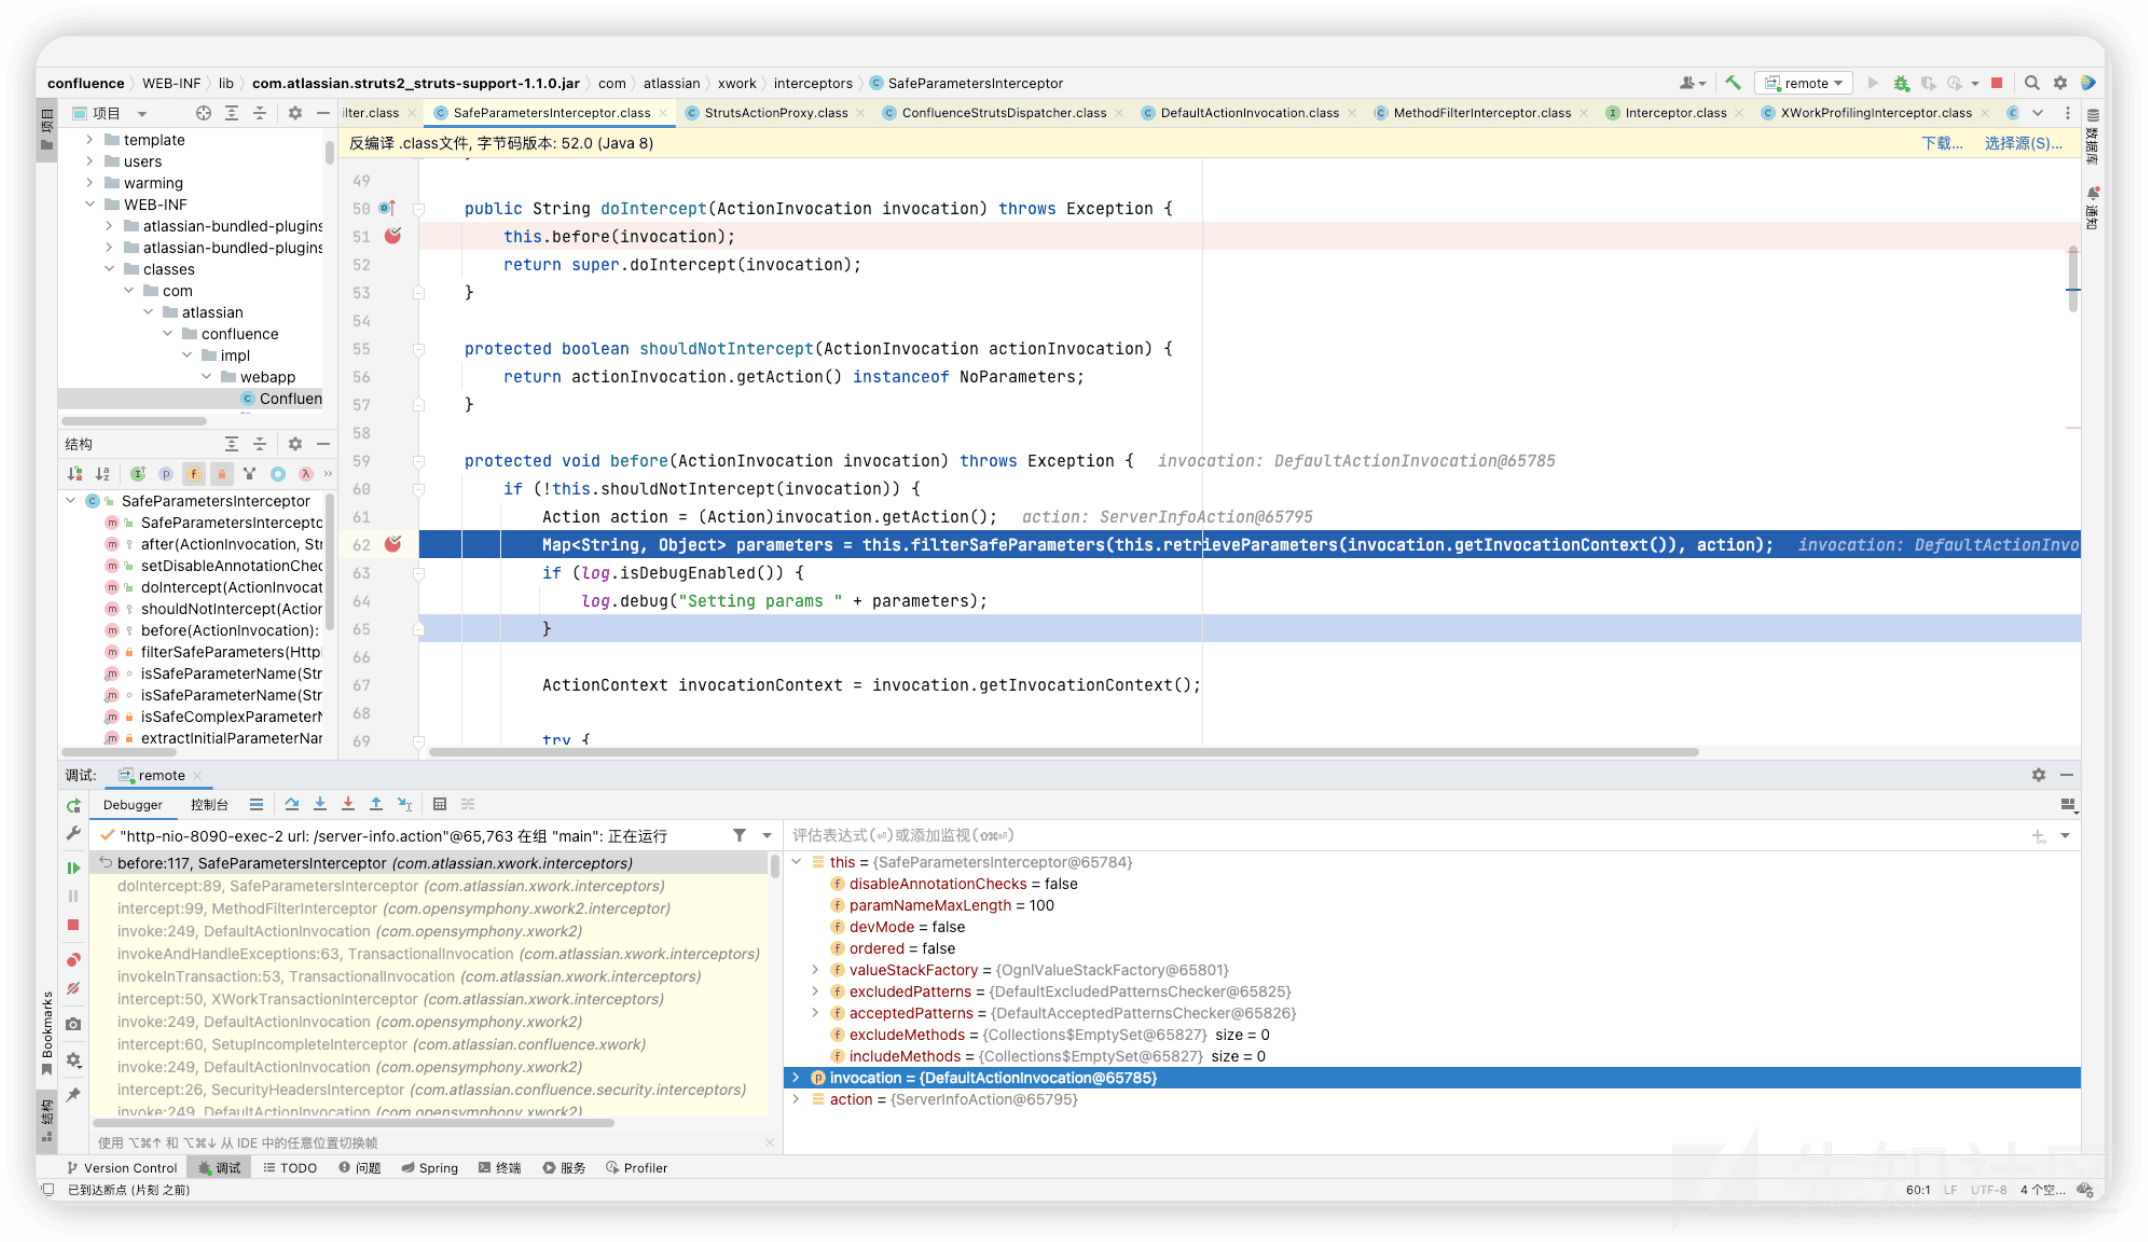 confluence 〉 WEB-INF 〉 lib 〉 com.atlassian.struts2_struts-support-1.1.0.jar 〉 com 〉 atlassian 〉 xwork 〉 interceptors 〉 SafeParametersInterceptor
remote
项目
项目
ilter.class SafeParametersInterceptor.class StrutsActionProxy.class ConfluenceStrutsDispatcher.class DefaultActionInvocation.class MethodFilterInterceptor.class Interceptor.class XWorkProfilingInterceptor.class
反编译 .class文件, 字节码版本: 52.0 (Java 8)
下载... 选择源(S)...
数据库
通知
template
users
warming
WEB-INF
atlassian-bundled-plugins
atlassian-bundled-plugins
classes
com
atlassian
confluence
impl
webapp
Confluen
结构
SafeParametersInterceptor
SafeParametersIntercepto
after(ActionInvocation, Str
setDisableAnnotationChec
doIntercept(ActionInvocat
shouldNotIntercept(Action
before(ActionInvocation):
filterSafeParameters(Http
isSafeParameterName(Str
isSafeParameterName(Str
isSafeComplexParameterN
extractInitialParameterNar
49
50 public String doIntercept(ActionInvocation invocation) throws Exception {
51 this.before(invocation);
52 return super.doIntercept(invocation);
53 }
54
55 protected boolean shouldNotIntercept(ActionInvocation actionInvocation) {
56 return actionInvocation.getAction() instanceof NoParameters;
57 }
58
59 protected void before(ActionInvocation invocation) throws Exception { invocation: DefaultActionInvocation@65785
60 if (!this.shouldNotIntercept(invocation)) {
61 Action action = (Action)invocation.getAction(); action: ServerInfoAction@65795
62 Map<String, Object> parameters = this.filterSafeParameters(this.retrieveParameters(invocation.getInvocationContext()), action); invocation: DefaultActionInvo
63 if (log.isDebugEnabled()) {
64 log.debug("Setting params " + parameters);
65 }
66
67 ActionContext invocationContext = invocation.getInvocationContext();
68
69 try {
调试: remote
Debugger 控制台
"http-nio-8090-exec-2 url: /server-info.action"@65,763 在组 "main": 正在运行
before:117, SafeParametersInterceptor (com.atlassian.xwork.interceptors)
doIntercept:89, SafeParametersInterceptor (com.atlassian.xwork.interceptors)
intercept:99, MethodFilterInterceptor (com.opensymphony.xwork2.interceptor)
invoke:249, DefaultActionInvocation (com.opensymphony.xwork2)
invokeAndHandleExceptions:63, TransactionalInvocation (com.atlassian.xwork.interceptors)
invokeInTransaction:53, TransactionalInvocation (com.atlassian.xwork.interceptors)
intercept:50, XWorkTransactionInterceptor (com.atlassian.xwork.interceptors)
invoke:249, DefaultActionInvocation (com.opensymphony.xwork2)
intercept:60, SetupIncompleteInterceptor (com.atlassian.confluence.xwork)
invoke:249, DefaultActionInvocation (com.opensymphony.xwork2)
intercept:26, SecurityHeadersInterceptor (com.atlassian.confluence.security.interceptors)
invoke:249, DefaultActionInvocation (com.opensymphony.xwork2)
使用 ⌥⌘↑ 和 ⌥⌘↓ 从 IDE 中的任意位置切换帧
评估表达式(⏎)或添加监视(⇧⌘⏎)
this = {SafeParametersInterceptor@65784}
disableAnnotationChecks = false
paramNameMaxLength = 100
devMode = false
ordered = false
valueStackFactory = {OgnlValueStackFactory@65801}
excludedPatterns = {DefaultExcludedPatternsChecker@65825}
acceptedPatterns = {DefaultAcceptedPatternsChecker@65826}
excludeMethods = {Collections$EmptySet@65827} size = 0
includeMethods = {Collections$EmptySet@65827} size = 0
invocation = {DefaultActionInvocation@65785}
action = {ServerInfoAction@65795}
Bookmarks
结构
Version Control 调试 TODO 问题 Spring 终端 服务 Profiler
已到达断点 (片刻 之前)
60:1 LF UTF-8 4 个空...
先知社区